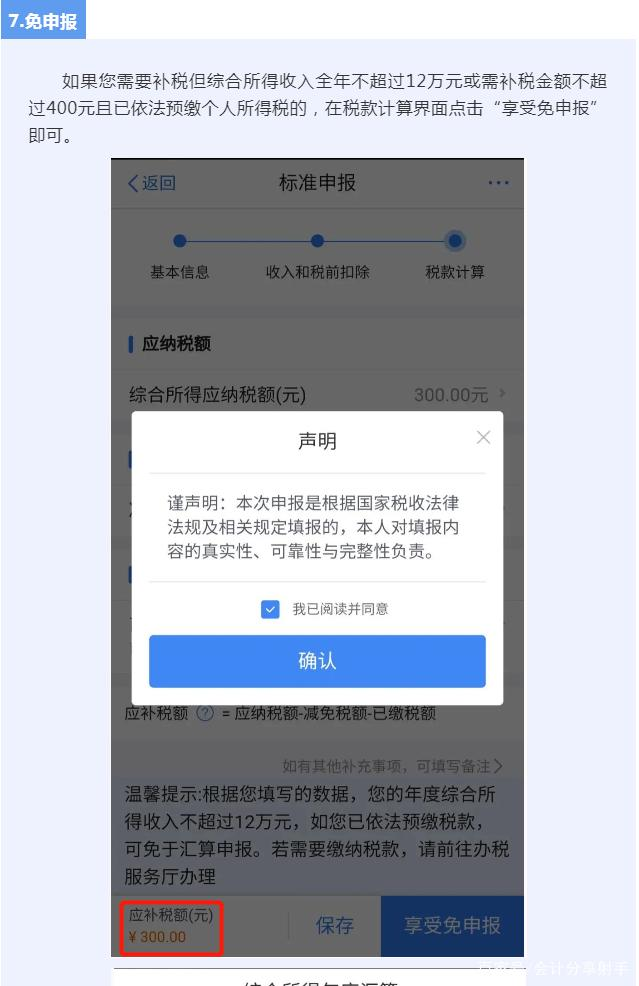 7.免申报
如果您需要补税但综合所得收入全年不超过12万元或需补税金额不超
过400元且已依法预缴个人所得税的，在税款计算界面点击“享受免申报”
即可。
返回
标准申报
基本信息
收入和税前扣除
税款计算
应纳税额
综合所得应纳税额(元)
300.00元
声明
谨声明：本次申报是根据国家税收法律
法规及相关规定填报的，本人对填报内
容的真实性、可靠性与完整性负责。
我已阅读并同意
确认
应补税额 ? = 应纳税额-减免税额-已缴税额
如有其他补充事项，可填写备注
温馨提示:根据您填写的数据，您的年度综合所
得收入不超过12万元，如您已依法预缴税款，
可免于汇算申报。若需要缴纳税款，请前往办税
服务厅办理
应补税额(元)
¥ 300.00
保存
享受免申报
百家号/会计分享射手